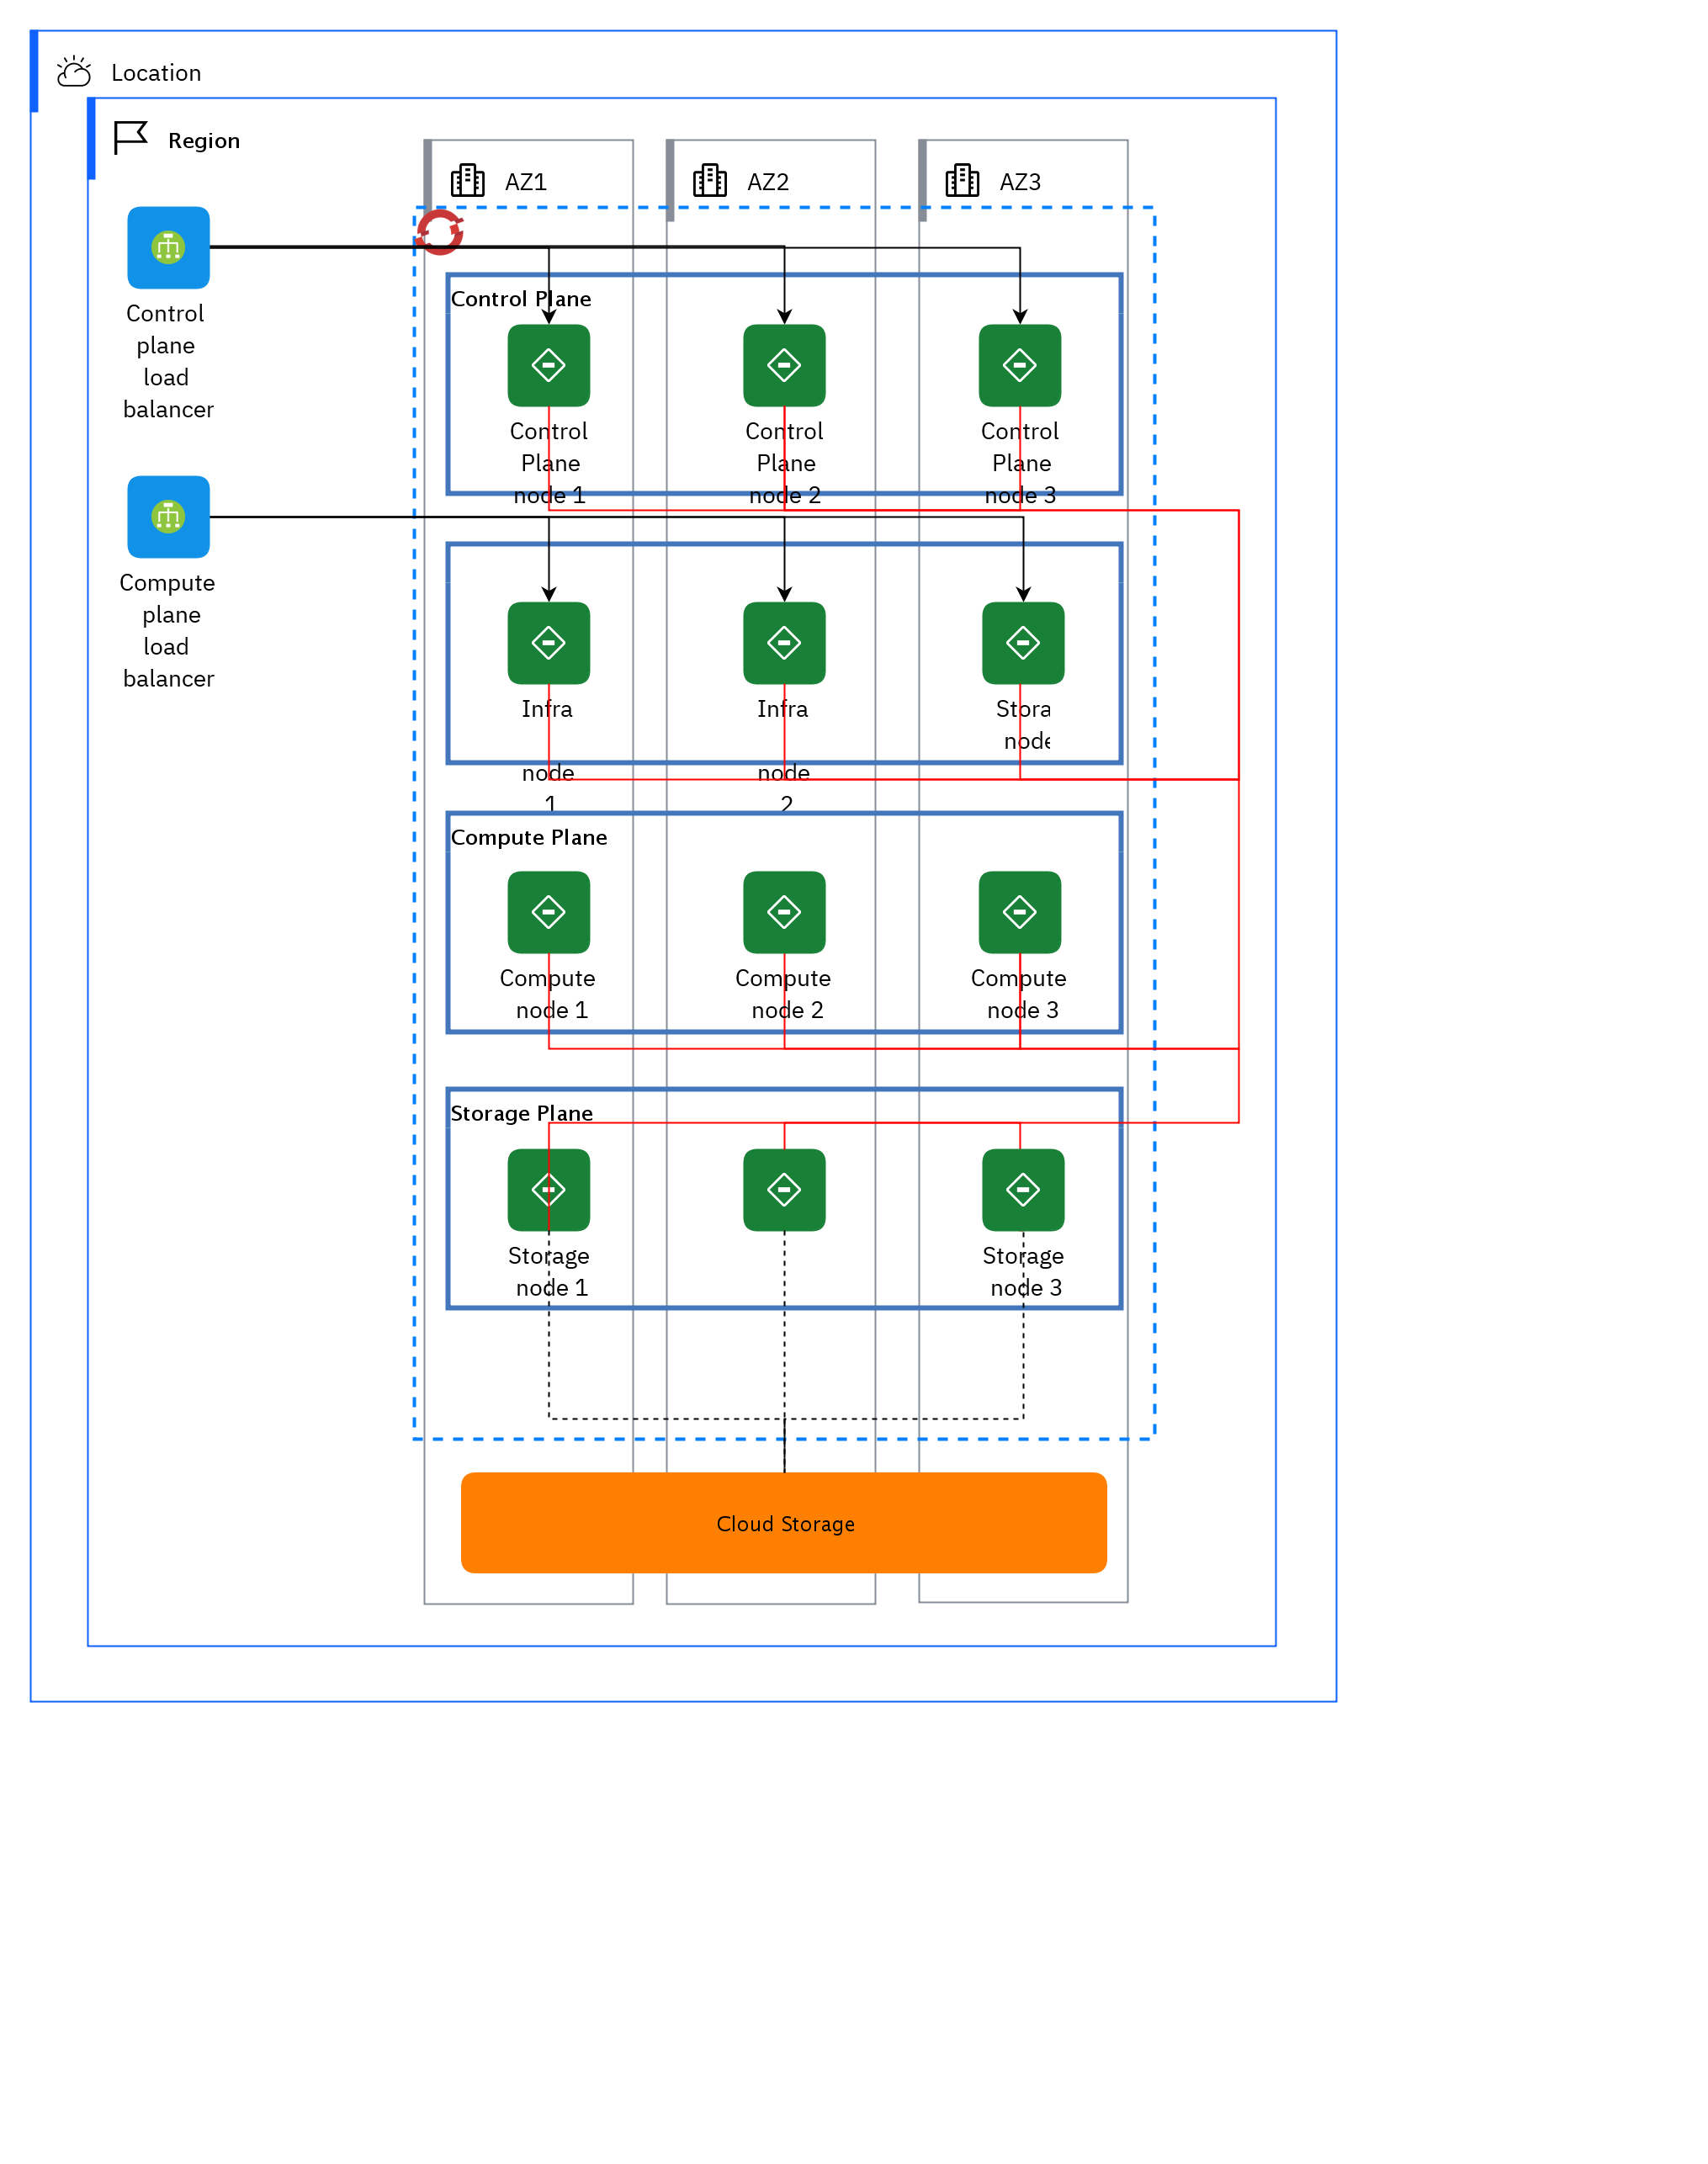 Location
Region
AZ1
AZ2
AZ3
Control
plane
load
balancer
Control Plane
Control
Plane
node 1
Control
Plane
node 2
Control
Plane
node 3
Compute
plane
load
balancer
Infra
node
1
Infra
node
2
Stora
node
Compute Plane
Compute
node 1
Compute
node 2
Compute
node 3
Storage Plane
Storage
node 1
Storage
node 3
Cloud Storage